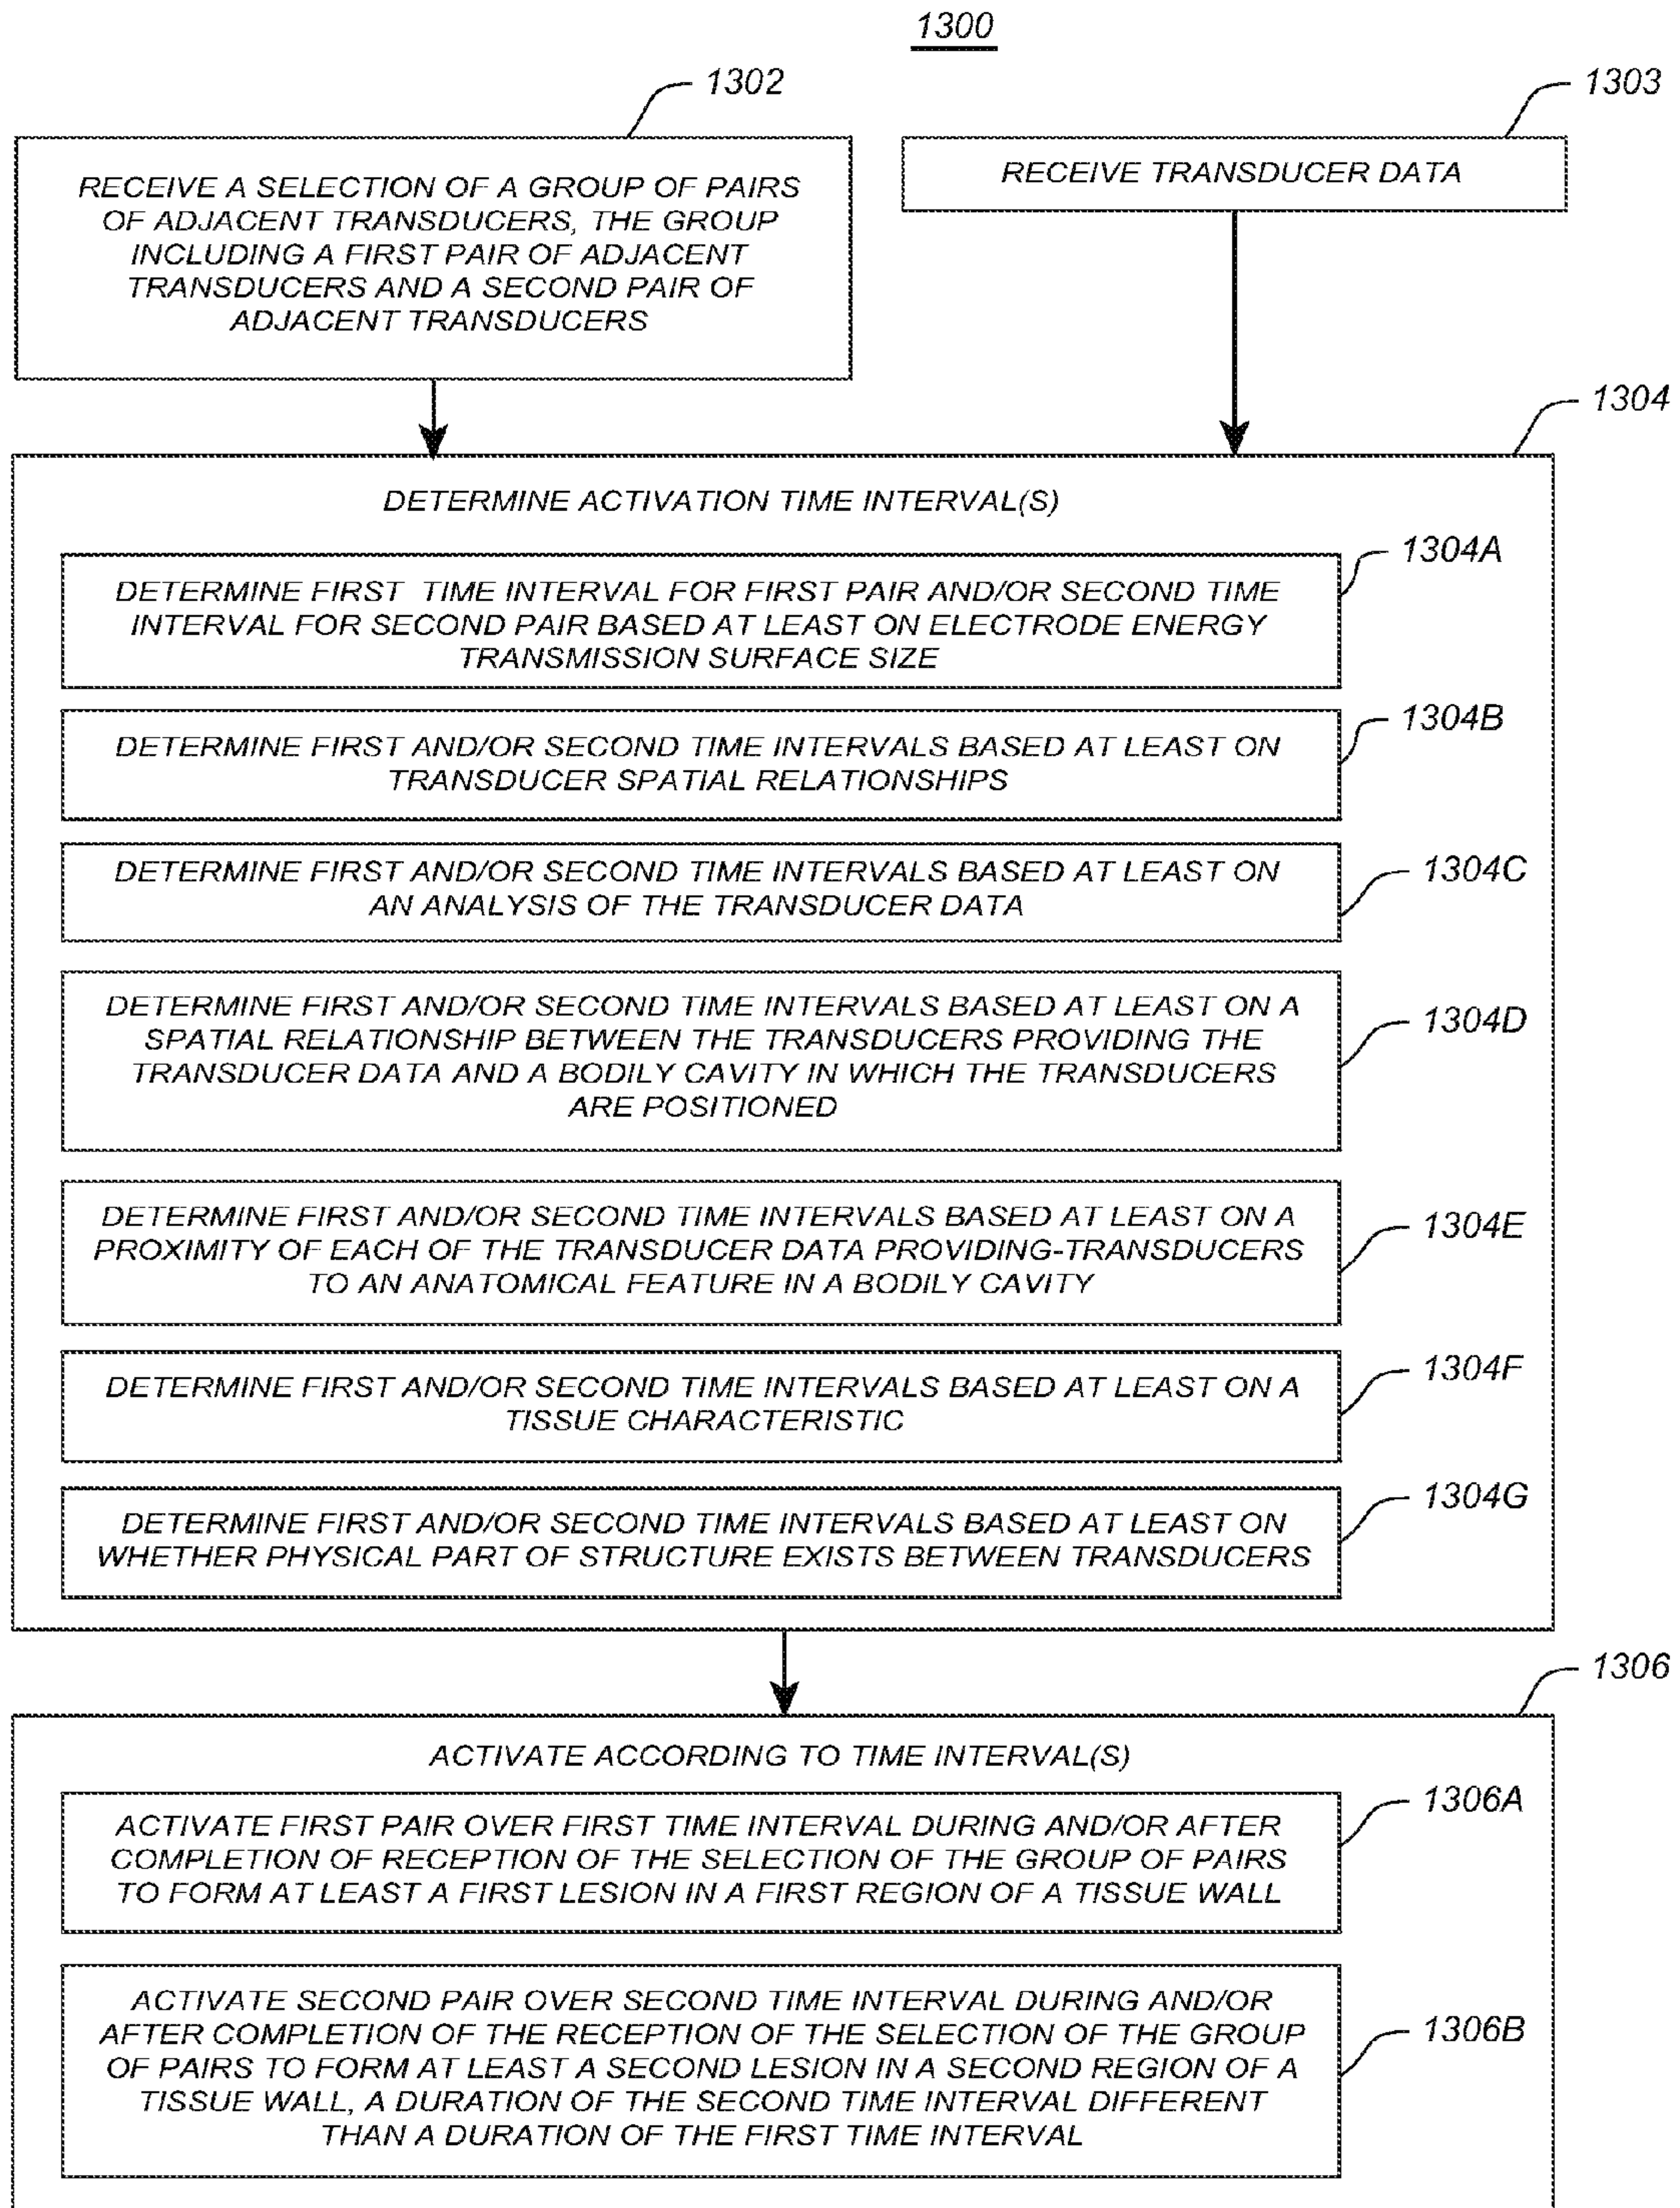 1300
1302
1303
RECEIVE A SELECTION OF A GROUP OF PAIRS
OF ADJACENT TRANSDUCERS, THE GROUP
INCLUDING A FIRST PAIR OF ADJACENT
TRANSDUCERS AND A SECOND PAIR OF
ADJACENT TRANSDUCERS
RECEIVE TRANSDUCER DATA
1304
DETERMINE ACTIVATION TIME INTERVAL(S)
1304A
DETERMINE FIRST TIME INTERVAL FOR FIRST PAIR AND/OR SECOND TIME
INTERVAL FOR SECOND PAIR BASED AT LEAST ON ELECTRODE ENERGY
TRANSMISSION SURFACE SIZE
1304B
DETERMINE FIRST AND/OR SECOND TIME INTERVALS BASED AT LEAST ON
TRANSDUCER SPATIAL RELATIONSHIPS
1304C
DETERMINE FIRST AND/OR SECOND TIME INTERVALS BASED AT LEAST ON
AN ANALYSIS OF THE TRANSDUCER DATA
1304D
DETERMINE FIRST AND/OR SECOND TIME INTERVALS BASED AT LEAST ON A
SPATIAL RELATIONSHIP BETWEEN THE TRANSDUCERS PROVIDING THE
TRANSDUCER DATA AND A BODILY CAVITY IN WHICH THE TRANSDUCERS
ARE POSITIONED
1304E
DETERMINE FIRST AND/OR SECOND TIME INTERVALS BASED AT LEAST ON A
PROXIMITY OF EACH OF THE TRANSDUCER DATA PROVIDING-TRANSDUCERS
TO AN ANATOMICAL FEATURE IN A BODILY CAVITY
1304F
DETERMINE FIRST AND/OR SECOND TIME INTERVALS BASED AT LEAST ON A
TISSUE CHARACTERISTIC
1304G
DETERMINE FIRST AND/OR SECOND TIME INTERVALS BASED AT LEAST ON
WHETHER PHYSICAL PART OF STRUCTURE EXISTS BETWEEN TRANSDUCERS
1306
ACTIVATE ACCORDING TO TIME INTERVAL(S)
1306A
ACTIVATE FIRST PAIR OVER FIRST TIME INTERVAL DURING AND/OR AFTER
COMPLETION OF RECEPTION OF THE SELECTION OF THE GROUP OF PAIRS
TO FORM AT LEAST A FIRST LESION IN A FIRST REGION OF A TISSUE WALL
1306B
ACTIVATE SECOND PAIR OVER SECOND TIME INTERVAL DURING AND/OR
AFTER COMPLETION OF THE RECEPTION OF THE SELECTION OF THE GROUP
OF PAIRS TO FORM AT LEAST A SECOND LESION IN A SECOND REGION OF A
TISSUE WALL, A DURATION OF THE SECOND TIME INTERVAL DIFFERENT
THAN A DURATION OF THE FIRST TIME INTERVAL